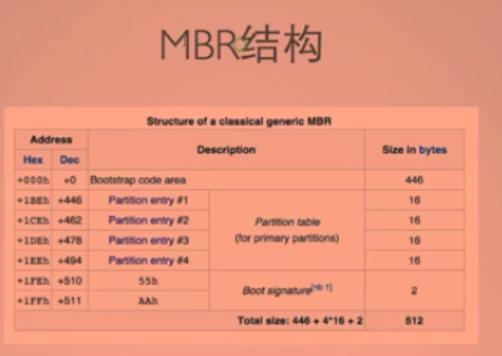 MBR结构
Structure of a classical generic MBR
Address Description Size in bytes
Hex Dec
+000h +0 Bootstrap code area 446
+1BEh +446 Partition entry #1 Partition table (for primary partitions) 16
+1CEh +462 Partition entry #2 16
+1DEh +478 Partition entry #3 16
+1EEh +494 Partition entry #4 16
+1FEh +510 55h Boot signature[nb 1] 2
+1FFh +511 AAh
Total size: 446 + 4*16 + 2 512